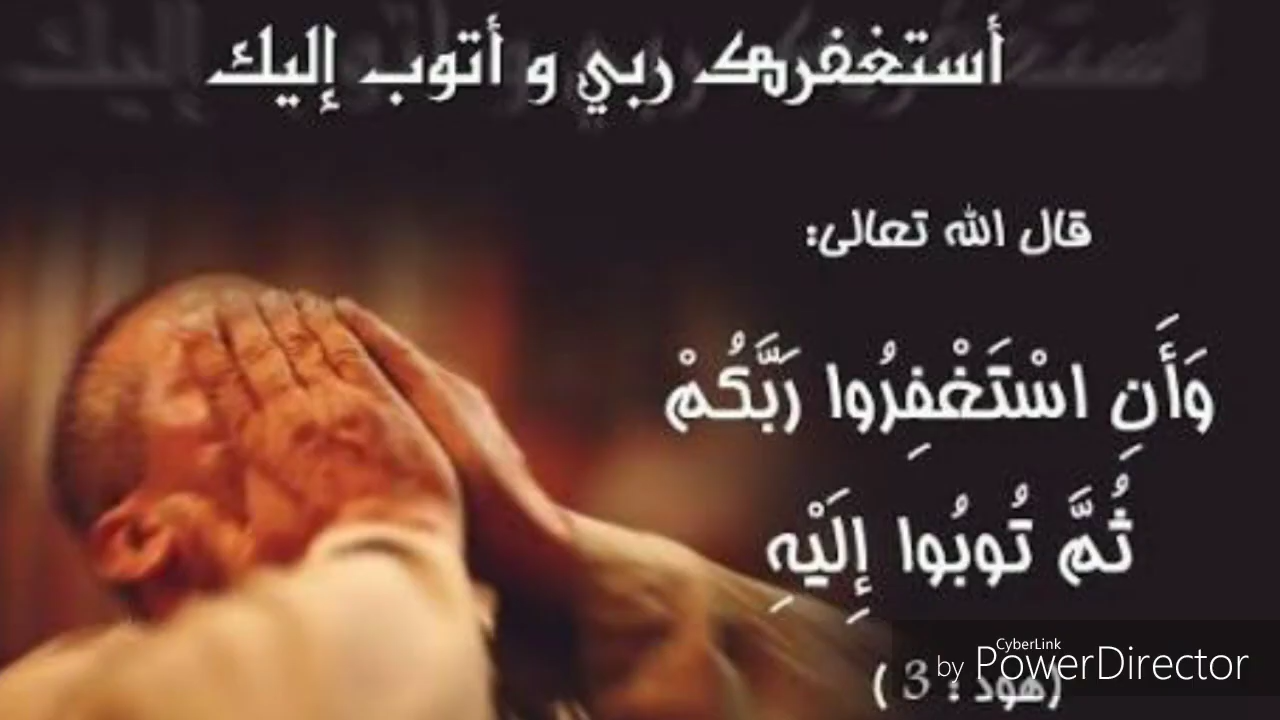 أستغفرك ربي و أتوب إليك
قال الله تعالى:
وَأَنِ اسْتَغْفِرُوا رَبَّكُمْ
ثُمَّ تُوبُوا إِلَيْهِ
(هود : 3 )
CyberLink
by PowerDirector